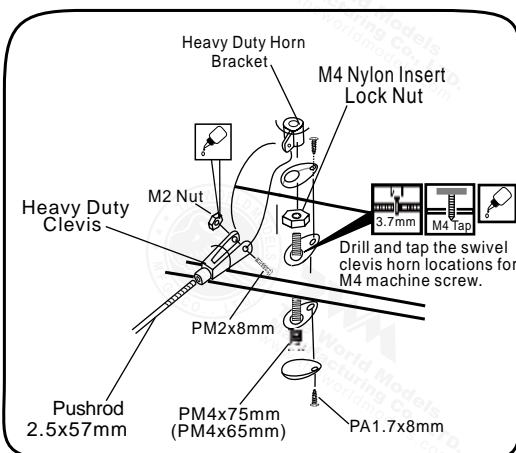 Heavy Duty Horn
Bracket
M4 Nylon Insert
Lock Nut
M2 Nut
Heavy Duty
Clevis
3.7mm
M4 Tap
Drill and tap the swivel
clevis horn locations for
M4 machine screw.
PM2x8mm
Pushrod
2.5x57mm
PM4x75mm
(PM4x65mm)
PA1.7x8mm